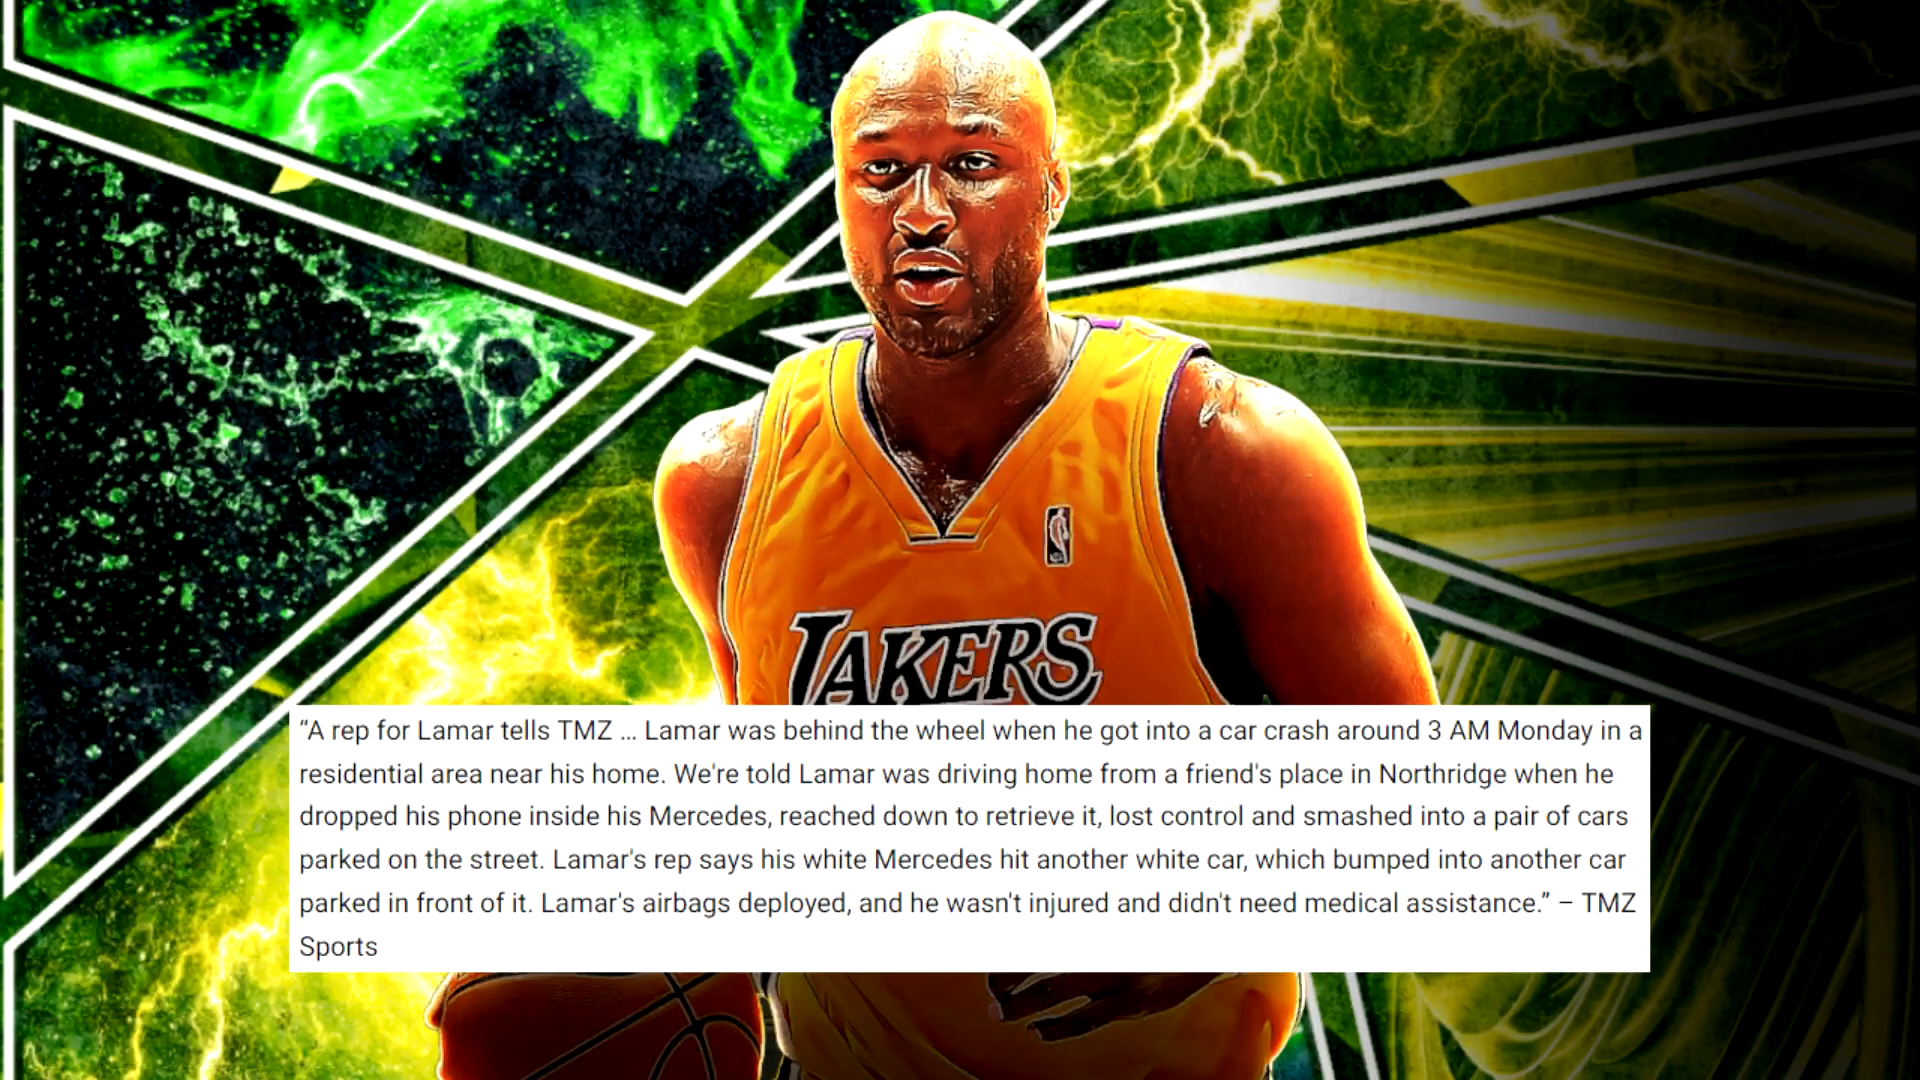 LAKERS
“A rep for Lamar tells TMZ ... Lamar was behind the wheel when he got into a car crash around 3 AM Monday in a
residential area near his home. We're told Lamar was driving home from a friend's place in Northridge when he
dropped his phone inside his Mercedes, reached down to retrieve it, lost control and smashed into a pair of cars
parked on the street. Lamar's rep says his white Mercedes hit another white car, which bumped into another car
parked in front of it. Lamar's airbags deployed, and he wasn't injured and didn't need medical assistance.” – TMZ
Sports